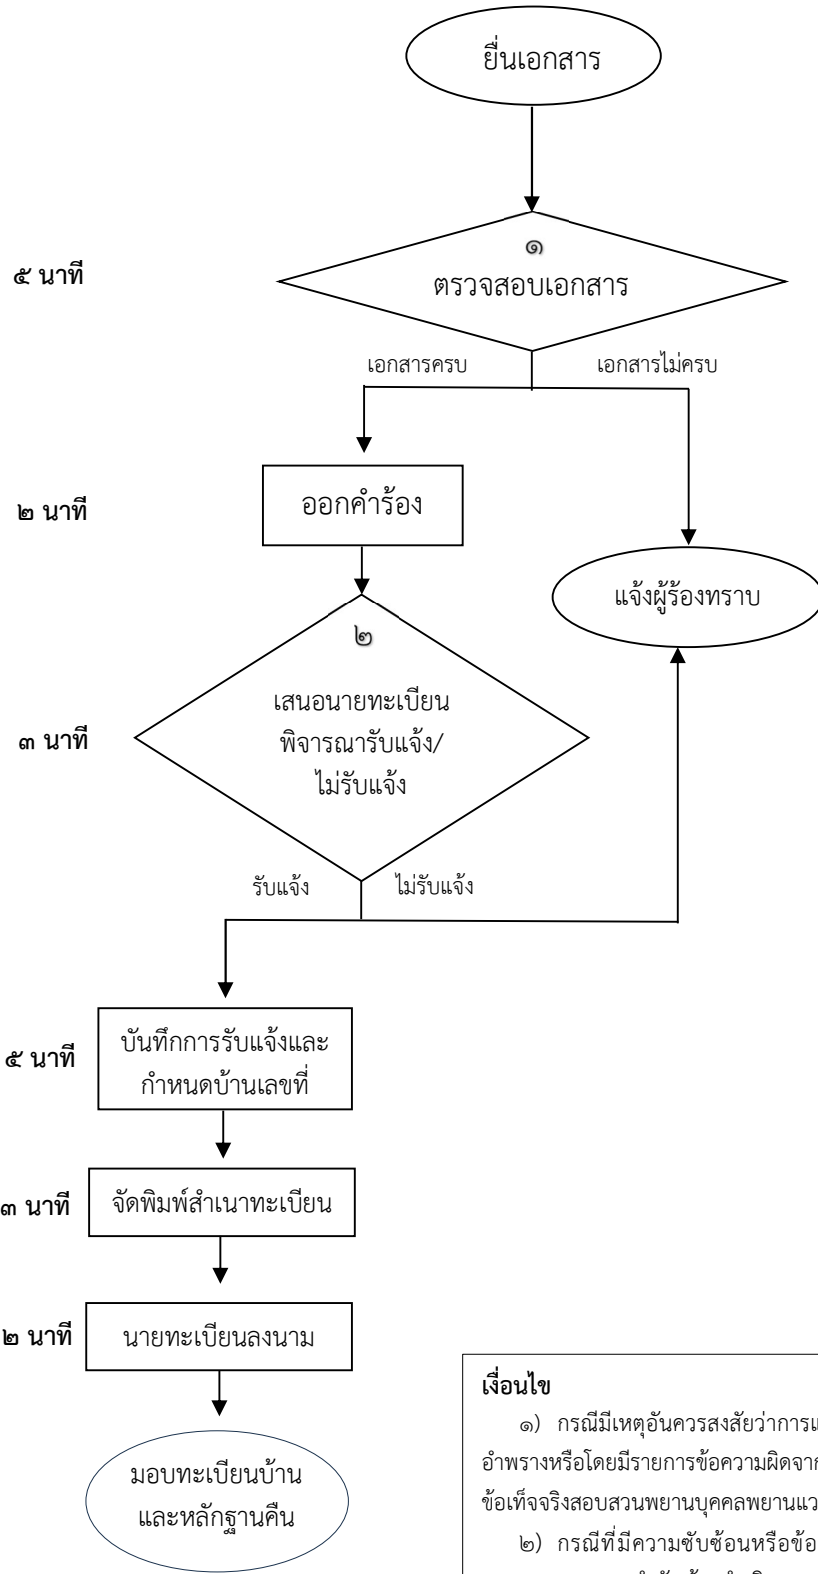 ยื่นเอกสาร
๑
๕ นาที
ตรวจสอบเอกสาร
เอกสารครบ
เอกสารไม่ครบ
๒ นาที
ออกคำร้อง
แจ้งผู้ร้องทราบ
๒
๓ นาที
เสนอนายทะเบียน
พิจารณารับแจ้ง/
ไม่รับแจ้ง
รับแจ้ง
ไม่รับแจ้ง
๕ นาที
บันทึกการรับแจ้งและ
กำหนดบ้านเลขที่
๓ นาที
จัดพิมพ์สำเนาทะเบียน
๒ นาที
นายทะเบียนลงนาม
มอบทะเบียนบ้าน
และหลักฐานคืน
เงื่อนไข
๑) กรณีมีเหตุอันควรสงสัยว่าการแ
อำพรางหรือโดยมีรายการข้อความผิดจาก
ข้อเท็จจริงสอบสวนพยานบุคคลพยานแว
๒) กรณีที่มีความซับซ้อนหรือข้อ